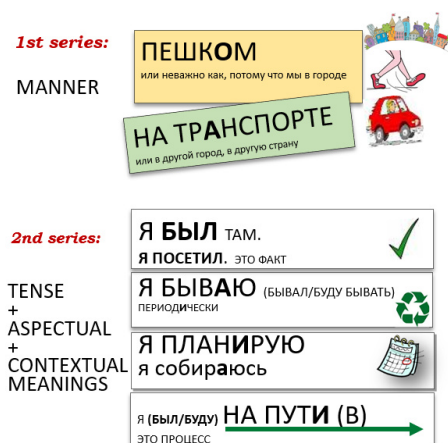 1st series:
MANNER
ПЕШКОМ
или неважно как, потому что мы в городе
НА ТРАНСПОРТЕ
или в другой город, в другую страну
2nd series:
TENSE
+
ASPECTUAL
+
CONTEXTUAL
MEANINGS
Я БЫЛ ТАМ.
Я ПОСЕТИЛ. ЭТО ФАКТ
Я БЫВАЮ (БЫВАЛ/БУДУ БЫВАТЬ)
ПЕРИОДИЧЕСКИ
Я ПЛАНИРУЮ
я собираюсь
Я (БЫЛ/БУДУ) НА ПУТИ (В)
ЭТО ПРОЦЕСС